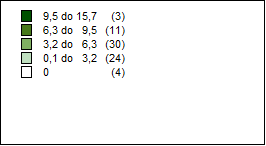 9,5 do 15,7 (3)
6,3 do 9,5 (11)
3,2 do 6,3 (30)
0,1 do 3,2 (24)
0 (4)